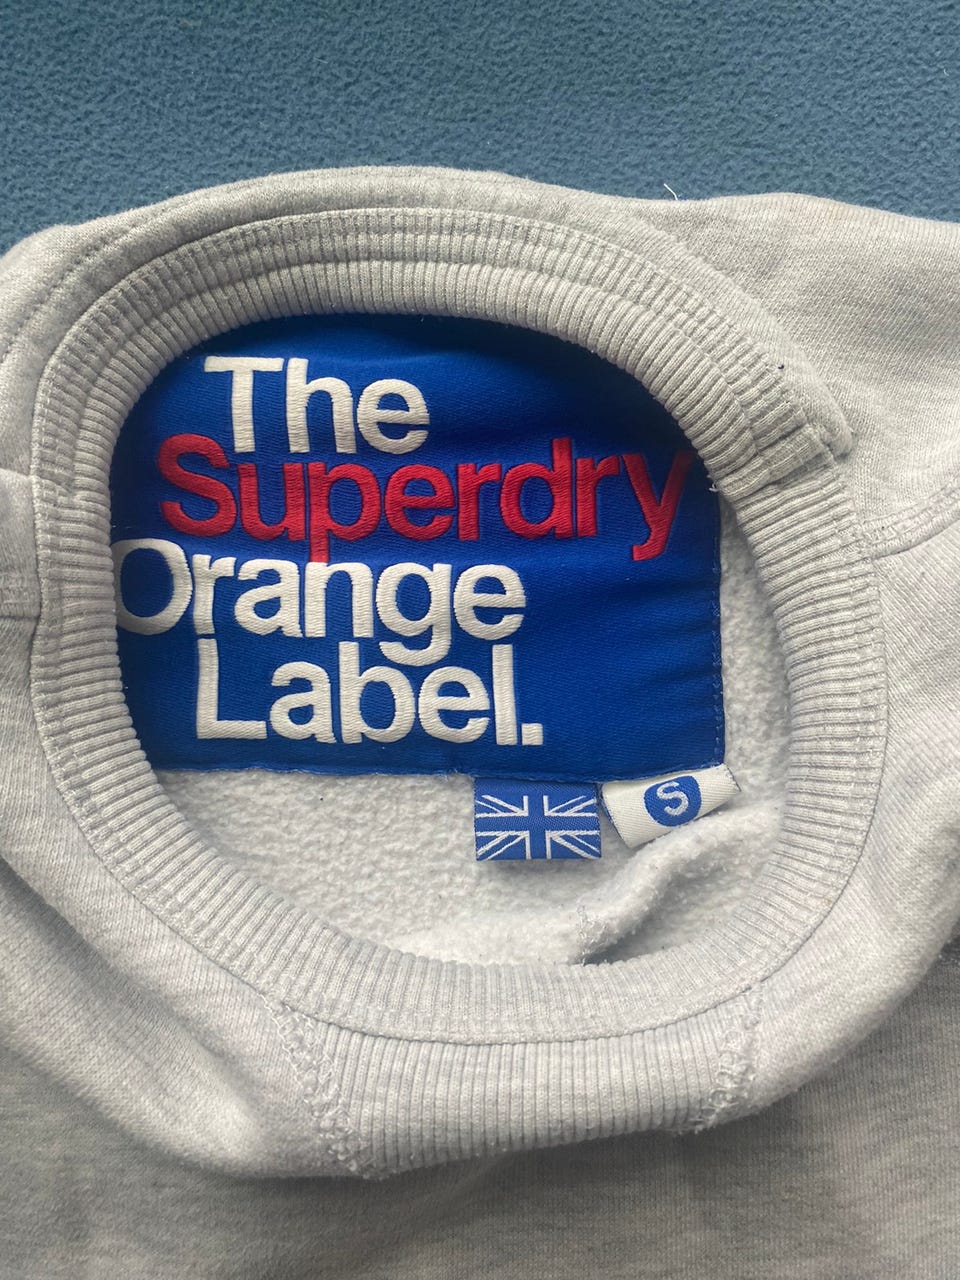 The
Superdry
Orange
Label.
S